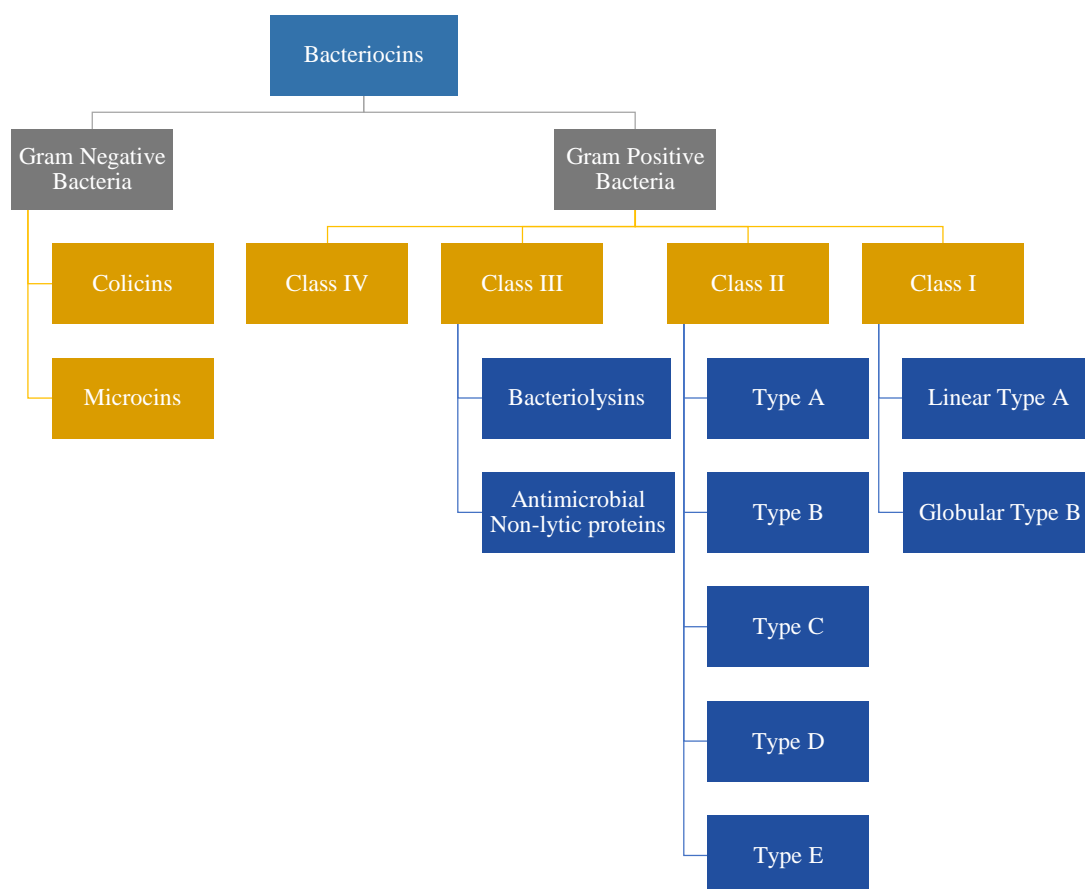 Bacteriocins
Gram Negative
Bacteria
Gram Positive
Bacteria
Colicins
Class IV
Class III
Class II
Class I
Microcins
Bacteriolysins
Type A
Linear Type A
Antimicrobial
Non-lytic proteins
Type B
Globular Type B
Type C
Type D
Type E